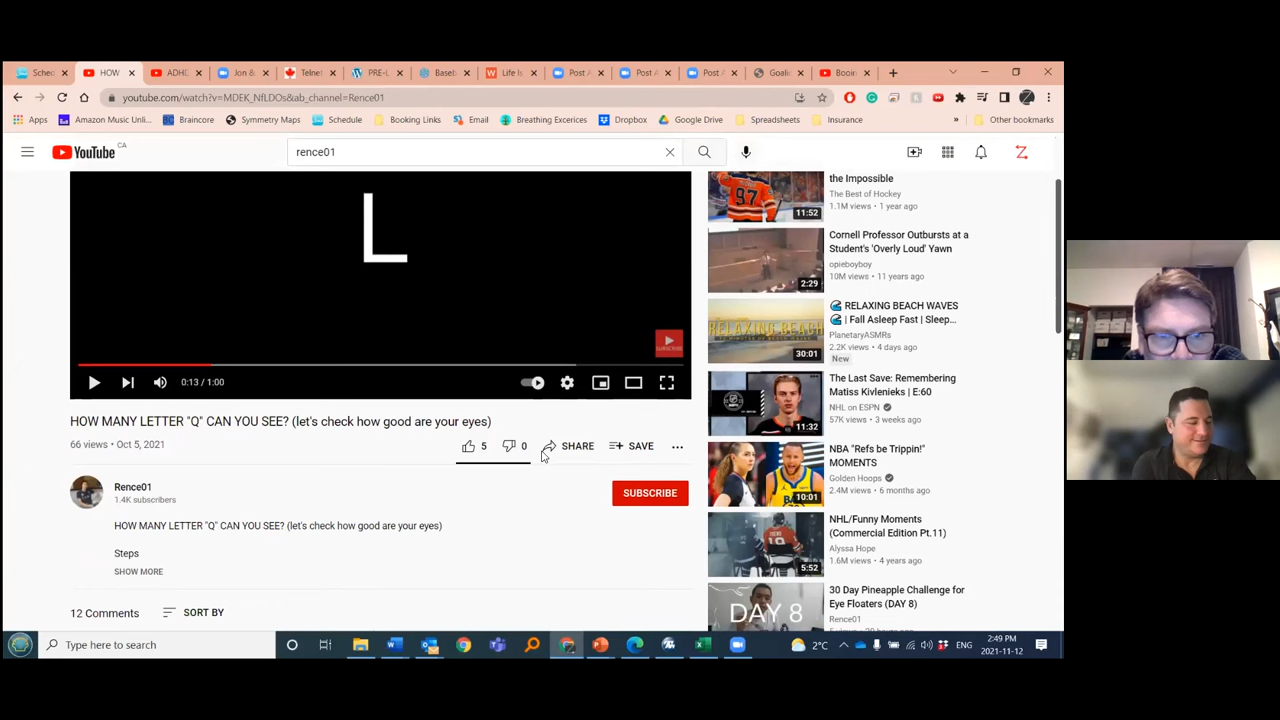 Sched
HOW
ADHD
Jon &
Telne
PRE-L
Baseb
Life Is
Post A
Post A
Post A
Goalie
Booin
youtube.com/watch?v=MDEK_NfLDOs&ab_channel=Rence01
Apps
Amazon Music Unli...
Braincore
Symmetry Maps
Schedule
Booking Links
Email
Breathing Excerices
Dropbox
Google Drive
Spreadsheets
Insurance
»
Other bookmarks
YouTube CA
rence01
L
SUBSCRIBE
0:13 / 1:00
HOW MANY LETTER "Q" CAN YOU SEE? (let's check how good are your eyes)
66 views • Oct 5, 2021
5
0
SHARE
SAVE
Rence01
1.4K subscribers
SUBSCRIBE
HOW MANY LETTER "Q" CAN YOU SEE? (let's check how good are your eyes)
Steps
SHOW MORE
12 Comments
SORT BY
97
11:52
the Impossible
The Best of Hockey
1.1M views • 1 year ago
2:29
Cornell Professor Outbursts at a
Student's 'Overly Loud' Yawn
opieboyboy
10M views • 11 years ago
RELAXING BEACH
30:01
RELAXING BEACH WAVES
| Fall Asleep Fast | Sleep...
PlanetaryASMRs
2.2K views • 4 days ago
New
11:32
The Last Save: Remembering
Matiss Kivlenieks | E:60
NHL on ESPN
57K views • 3 weeks ago
10:01
NBA "Refs be Trippin!"
MOMENTS
Golden Hoops
2.4M views • 6 months ago
5:52
NHL/Funny Moments
(Commercial Edition Pt.11)
Alyssa Hope
1.6M views • 4 years ago
DAY 8
30 Day Pineapple Challenge for
Eye Floaters (DAY 8)
Rence01
Type here to search
2°C
ENG
2:49 PM
2021-11-12